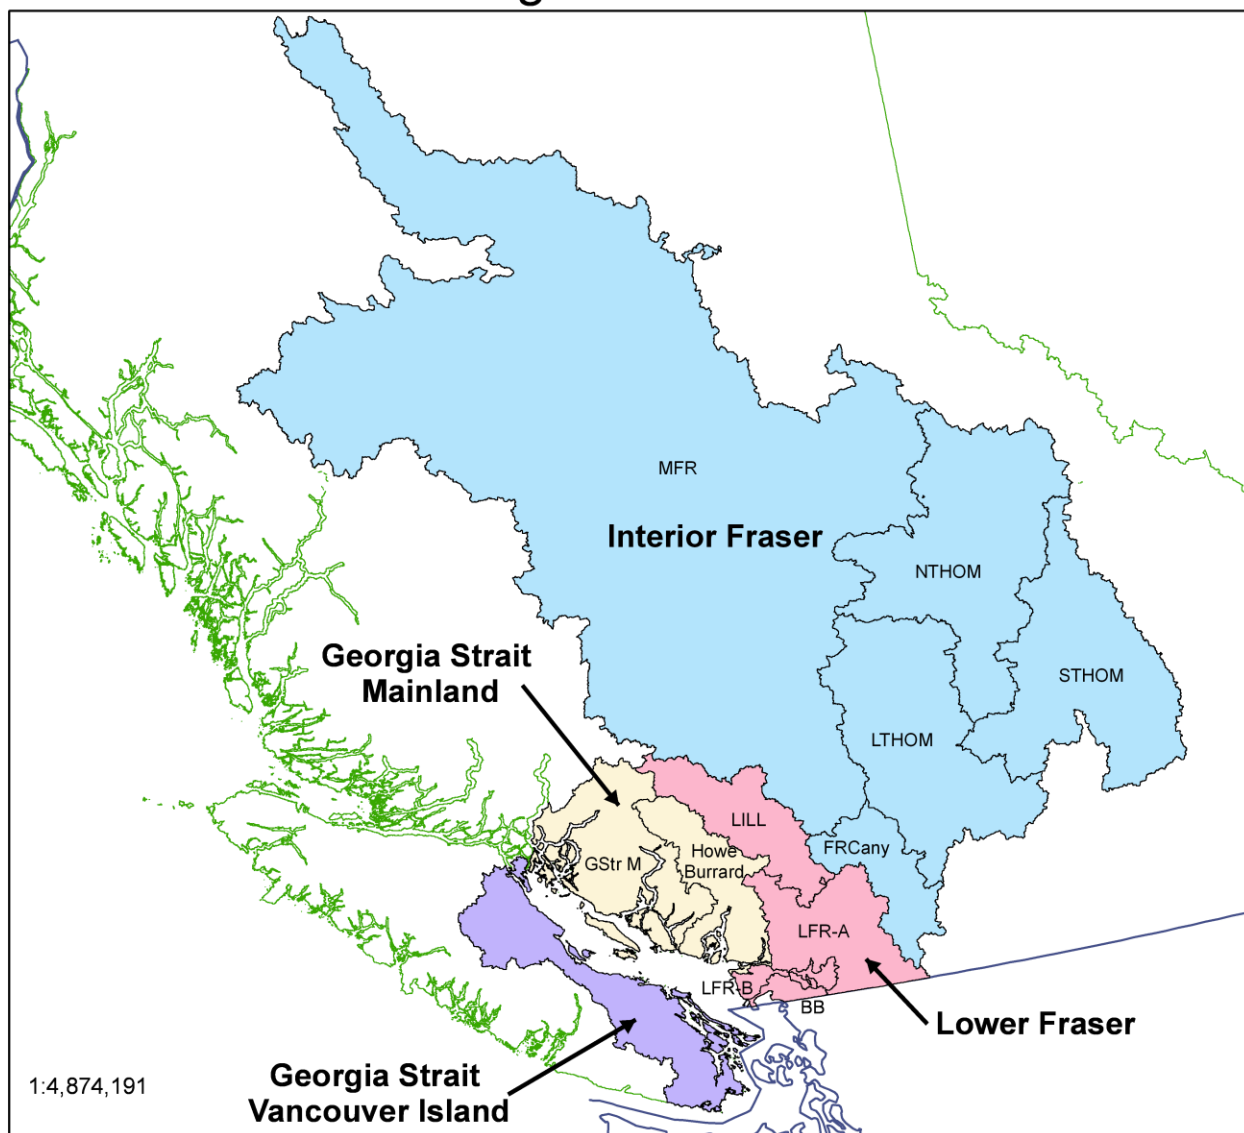 MFR
Interior Fraser
NTHOM
Georgia Strait
Mainland
STHOM
LTHOM
LILL
FRCany
Howe
Burrard
GStr M
LFR-A
LFR-B
BB
Lower Fraser
Georgia Strait
Vancouver Island
1:4,874,191